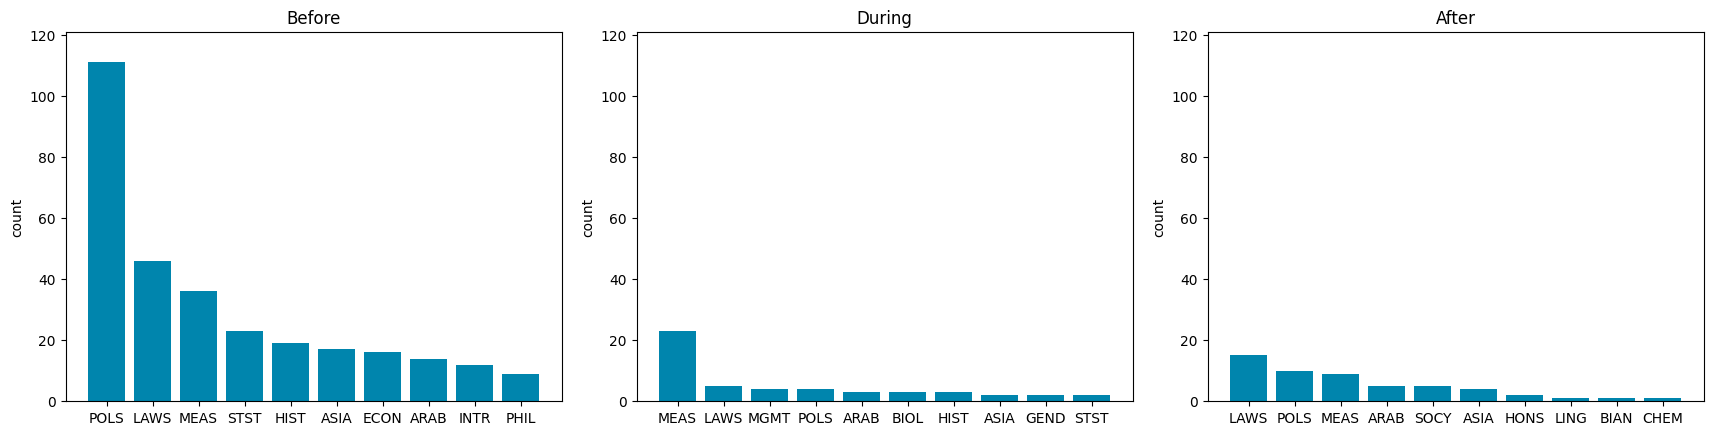 Before
120
100
80
60
40
20
0
count
POLS LAWS MEAS STST HIST ASIA ECON ARAB INTR PHIL
During
120
100
80
60
40
20
0
count
MEAS LAWS MGMT POLS ARAB BIOL HIST ASIA GEND STST
After
120
100
80
60
40
20
0
count
LAWS POLS MEAS ARAB SOCY ASIA HONS LING BIAN CHEM